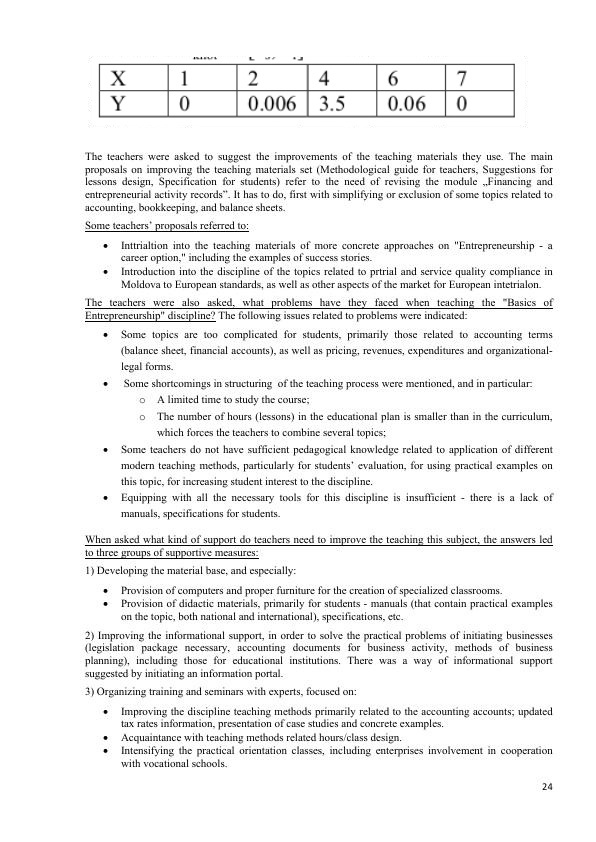 X 1 2 4 6 7
Y 0 0.006 3.5 0.06 0
The teachers were asked to suggest the improvements of the teaching materials they use. The main
proposals on improving the teaching materials set (Methodological guide for teachers, Suggestions for
lessons design, Specification for students) refer to the need of revising the module „Financing and
entrepreneurial activity records”. It has to do, first with simplifying or exclusion of some topics related to
accounting, bookkeeping, and balance sheets.
Some teachers’ proposals referred to:
• Inttrialtion into the teaching materials of more concrete approaches on "Entrepreneurship - a
career option," including the examples of success stories.
• Introduction into the discipline of the topics related to prtrial and service quality compliance in
Moldova to European standards, as well as other aspects of the market for European intetrialon.
The teachers were also asked, what problems have they faced when teaching the "Basics of
Entrepreneurship" discipline? The following issues related to problems were indicated:
• Some topics are too complicated for students, primarily those related to accounting terms
(balance sheet, financial accounts), as well as pricing, revenues, expenditures and organizational-
legal forms.
• Some shortcomings in structuring of the teaching process were mentioned, and in particular:
o A limited time to study the course;
o The number of hours (lessons) in the educational plan is smaller than in the curriculum,
which forces the teachers to combine several topics;
• Some teachers do not have sufficient pedagogical knowledge related to application of different
modern teaching methods, particularly for students’ evaluation, for using practical examples on
this topic, for increasing student interest to the discipline.
• Equipping with all the necessary tools for this discipline is insufficient - there is a lack of
manuals, specifications for students.
When asked what kind of support do teachers need to improve the teaching this subject, the answers led
to three groups of supportive measures:
1) Developing the material base, and especially:
• Provision of computers and proper furniture for the creation of specialized classrooms.
• Provision of didactic materials, primarily for students - manuals (that contain practical examples
on the topic, both national and international), specifications, etc.
2) Improving the informational support, in order to solve the practical problems of initiating businesses
(legislation package necessary, accounting documents for business activity, methods of business
planning), including those for educational institutions. There was a way of informational support
suggested by initiating an information portal.
3) Organizing training and seminars with experts, focused on:
• Improving the discipline teaching methods primarily related to the accounting accounts; updated
tax rates information, presentation of case studies and concrete examples.
• Acquaintance with teaching methods related hours/class design.
• Intensifying the practical orientation classes, including enterprises involvement in cooperation
with vocational schools.
24